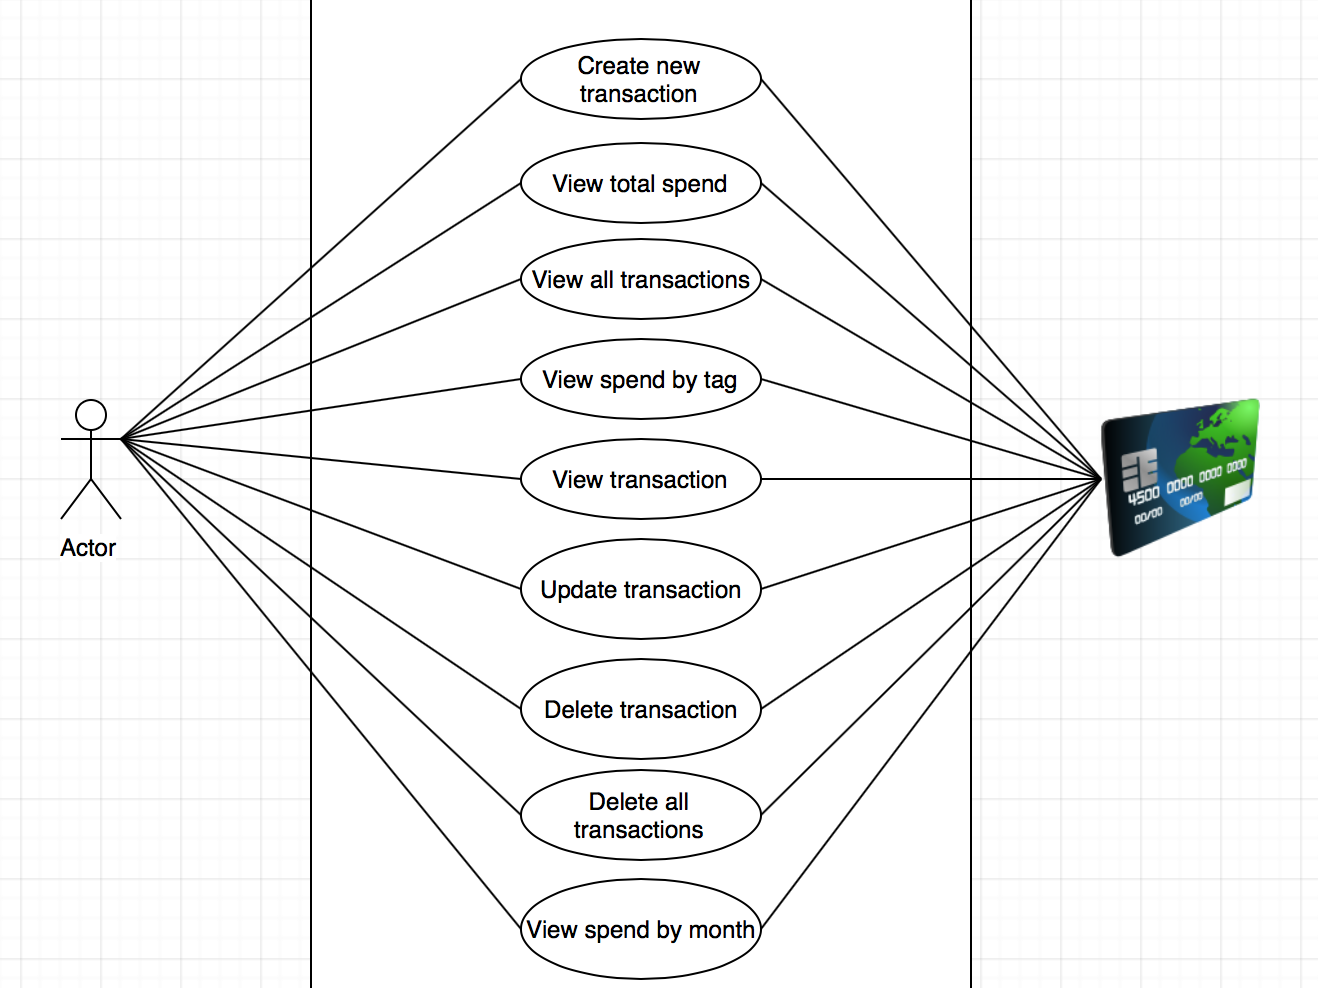 Create new
transaction
View total spend
View all transactions
View spend by tag
View transaction
Update transaction
Delete transaction
Delete all
transactions
View spend by month
Actor
4500 0000 0000 0000
00/00 00/00